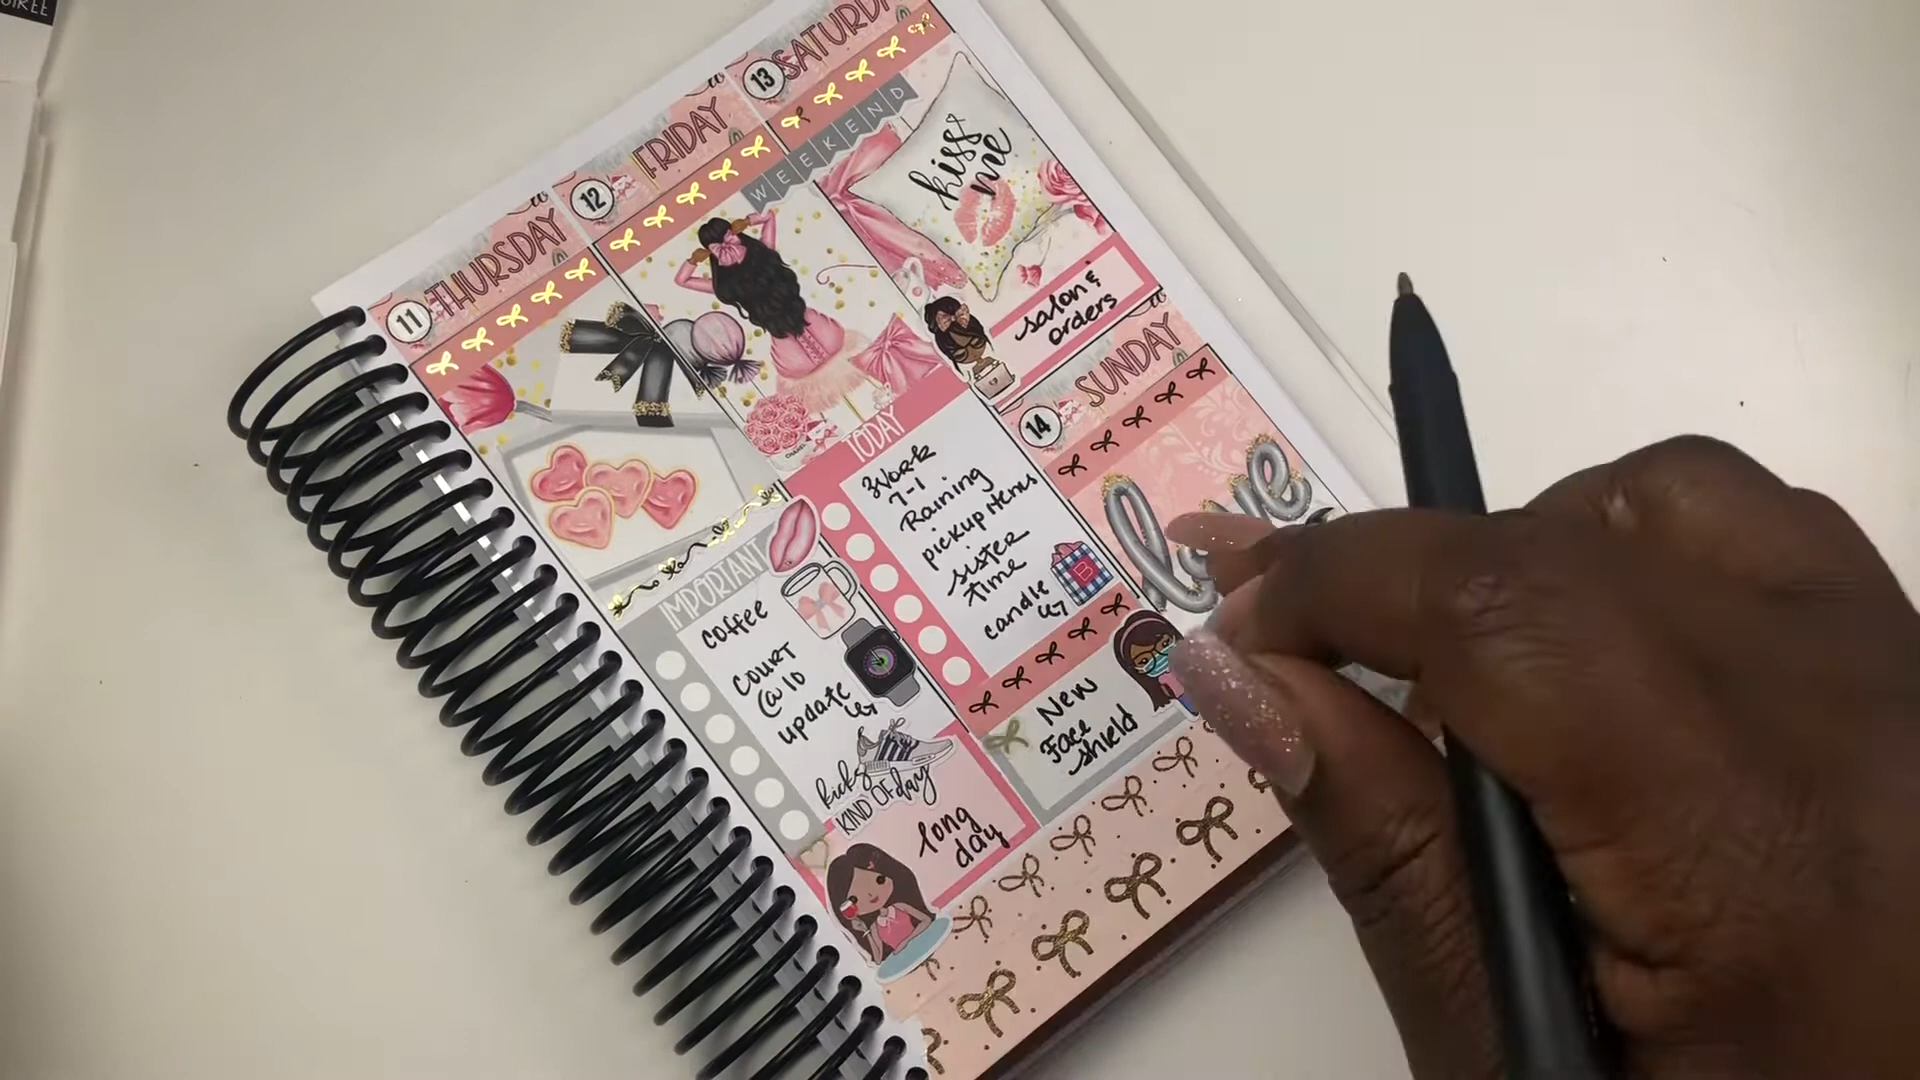 11
THURSDAY
IMPORTANT
coffee
COURT
@ 10
update
kicks
KIND OF day
long
day
12
FRIDAY
TODAY
Work
7-1
Raining
pickup items
sister
time
candle
CHANEL
B
New
Face
shield
13
SATURDAY
WEEKEND
kiss
me
salon &
orders
14
SUNDAY
love